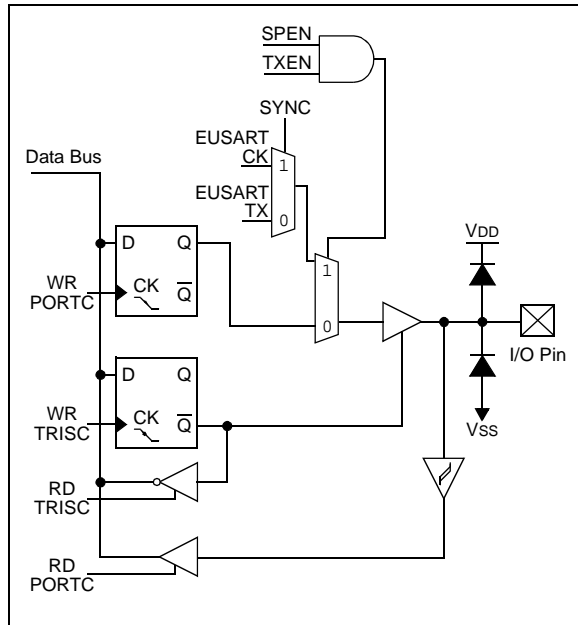 SPEN
TXEN
SYNC
EUSART
CK
1
EUSART
TX
0
Data Bus
D Q
CK Q
WR
PORTC
1
0
VDD
I/O Pin
VSS
D Q
CK Q
WR
TRISC
RD
TRISC
RD
PORTC